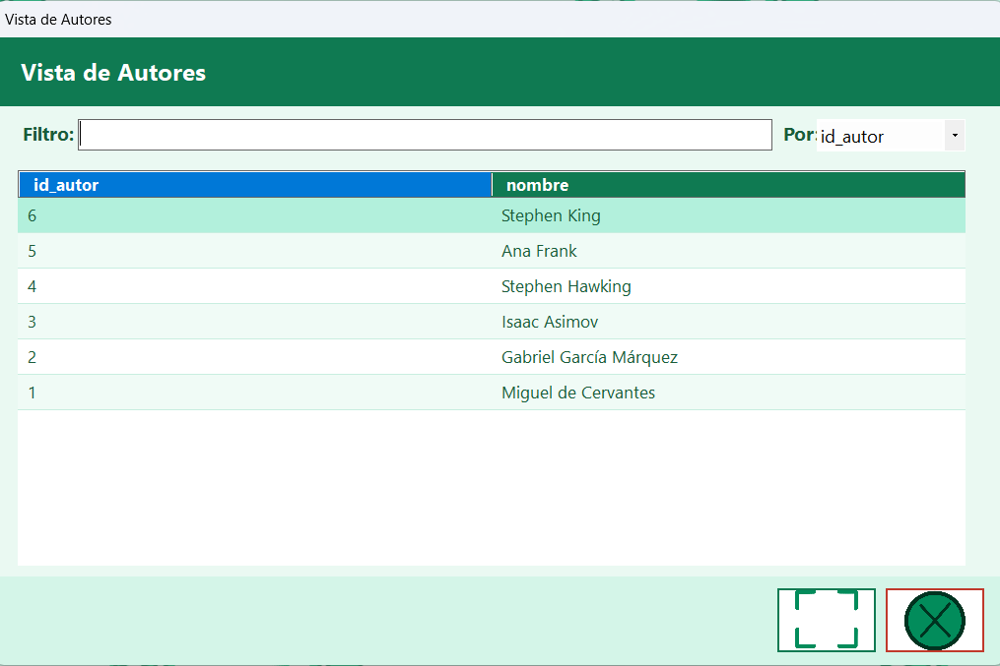 Vista de Autores
Vista de Autores
Filtro: Por: id_autor
id_autor nombre
6 Stephen King
5 Ana Frank
4 Stephen Hawking
3 Isaac Asimov
2 Gabriel García Márquez
1 Miguel de Cervantes